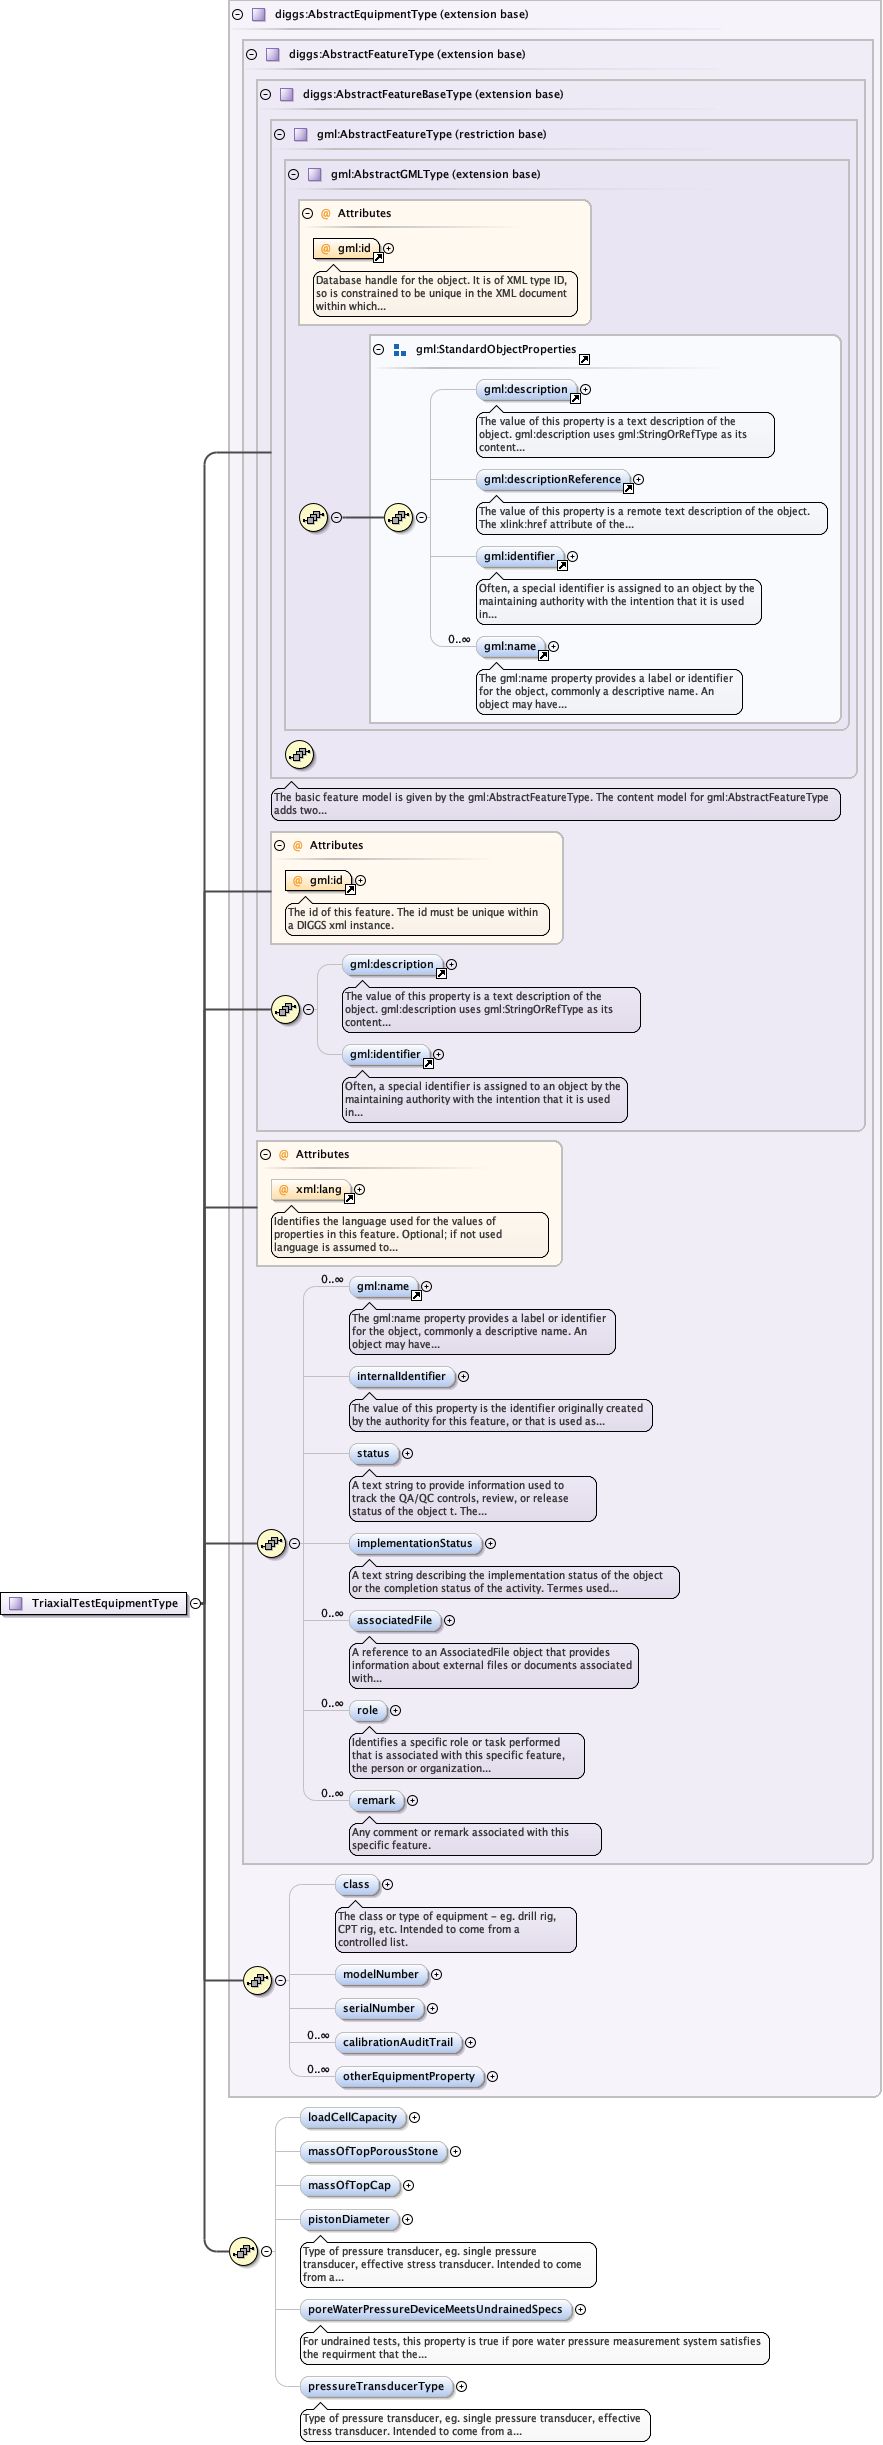 diggs:AbstractEquipmentType (extension base)
diggs:AbstractFeatureType (extension base)
diggs:AbstractFeatureBaseType (extension base)
gml:AbstractFeatureType (restriction base)
gml:AbstractGMLType (extension base)
@ Attributes
@ gml:id
Database handle for the object. It is of XML type ID,
so is constrained to be unique in the XML document
within which...
gml:StandardObjectProperties
gml:description
The value of this property is a text description of the
object. gml:description uses gml:StringOrRefType as its
content...
gml:descriptionReference
The value of this property is a remote text description of the object.
The xlink:href attribute of the...
gml:identifier
Often, a special identifier is assigned to an object by the
maintaining authority with the intention that it is used
in...
0..∞
gml:name
The gml:name property provides a label or identifier
for the object, commonly a descriptive name. An
object may have...
The basic feature model is given by the gml:AbstractFeatureType. The content model for gml:AbstractFeatureType
adds two...
@ Attributes
@ gml:id
The id of this feature. The id must be unique within
a DIGGS xml instance.
gml:description
The value of this property is a text description of the
object. gml:description uses gml:StringOrRefType as its
content...
gml:identifier
Often, a special identifier is assigned to an object by the
maintaining authority with the intention that it is used
in...
@ Attributes
@ xml:lang
Identifies the language used for the values of
properties in this feature. Optional; if not used
language is assumed to...
0..∞
gml:name
The gml:name property provides a label or identifier
for the object, commonly a descriptive name. An
object may have...
internalIdentifier
The value of this property is the identifier originally created
by the authority for this feature, or that is used as...
status
A text string to provide information used to
track the QA/QC controls, review, or release
status of the object t. The...
implementationStatus
A text string describing the implementation status of the object
or the completion status of the activity. Termes used...
TriaxialTestEquipmentType
0..∞
associatedFile
A reference to an AssociatedFile object that provides
information about external files or documents associated
with...
0..∞
role
Identifies a specific role or task performed
that is associated with this specific feature,
the person or organization...
0..∞
remark
Any comment or remark associated with this
specific feature.
class
The class or type of equipment - eg. drill rig,
CPT rig, etc. Intended to come from a
controlled list.
modelNumber
serialNumber
0..∞
calibrationAuditTrail
0..∞
otherEquipmentProperty
loadCellCapacity
massOfTopPorousStone
massOfTopCap
pistonDiameter
Type of pressure transducer, eg. single pressure
transducer, effective stress transducer. Intended to come
from a...
poreWaterPressureDeviceMeetsUndrainedSpecs
For undrained tests, this property is true if pore water pressure measurement system satisfies
the requirment that the...
pressureTransducerType
Type of pressure transducer, eg. single pressure transducer, effective
stress transducer. Intended to come from a...